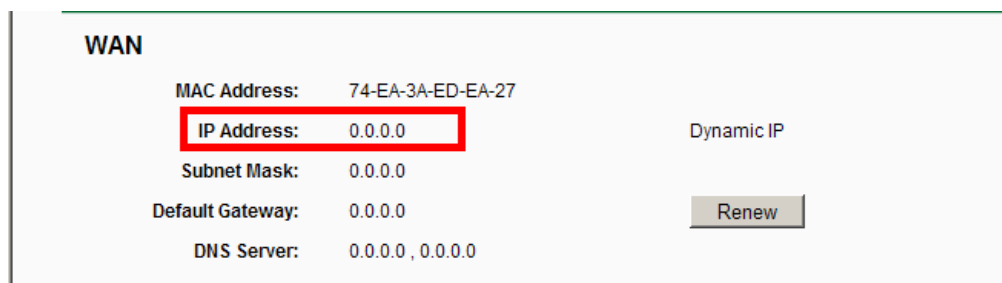 WAN
MAC Address: 74-EA-3A-ED-EA-27
IP Address: 0.0.0.0 Dynamic IP
Subnet Mask: 0.0.0.0
Default Gateway: 0.0.0.0 Renew
DNS Server: 0.0.0.0 , 0.0.0.0